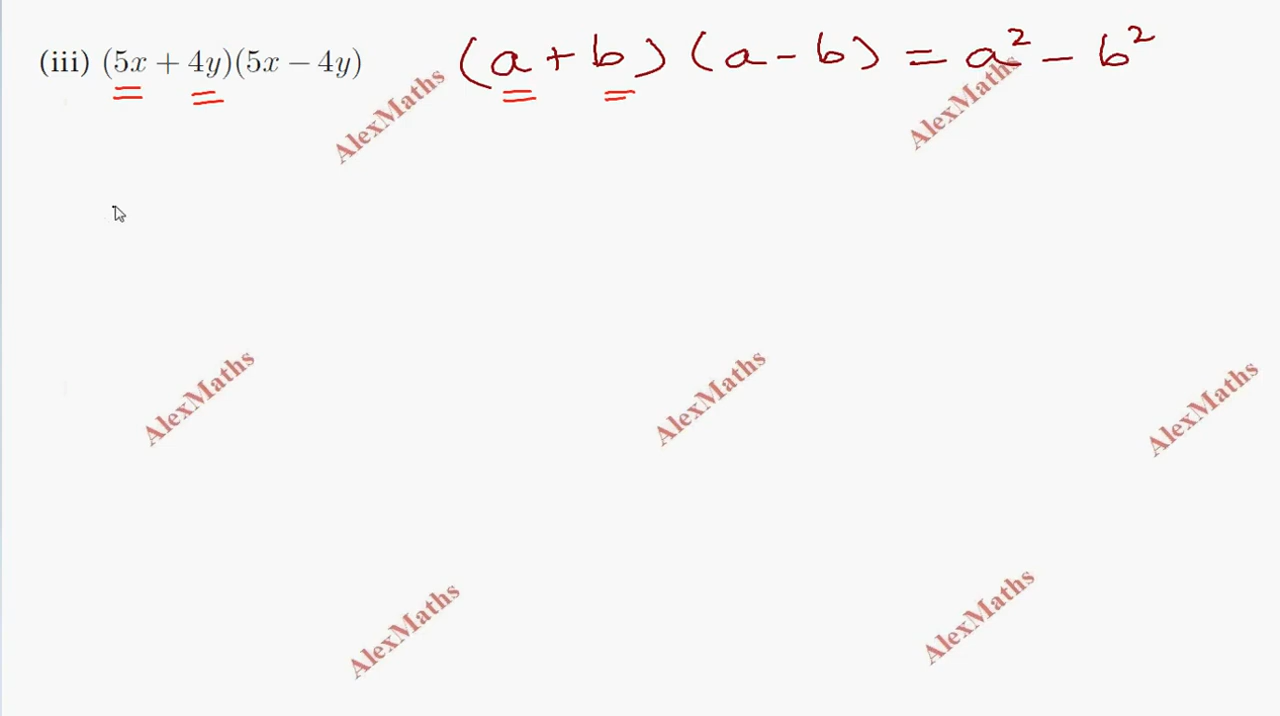 (iii) (5x + 4y)(5x − 4y) (a + b) (a - b) = a² - b²
AlexMaths AlexMaths
AlexMaths AlexMaths AlexMaths
AlexMaths AlexMaths